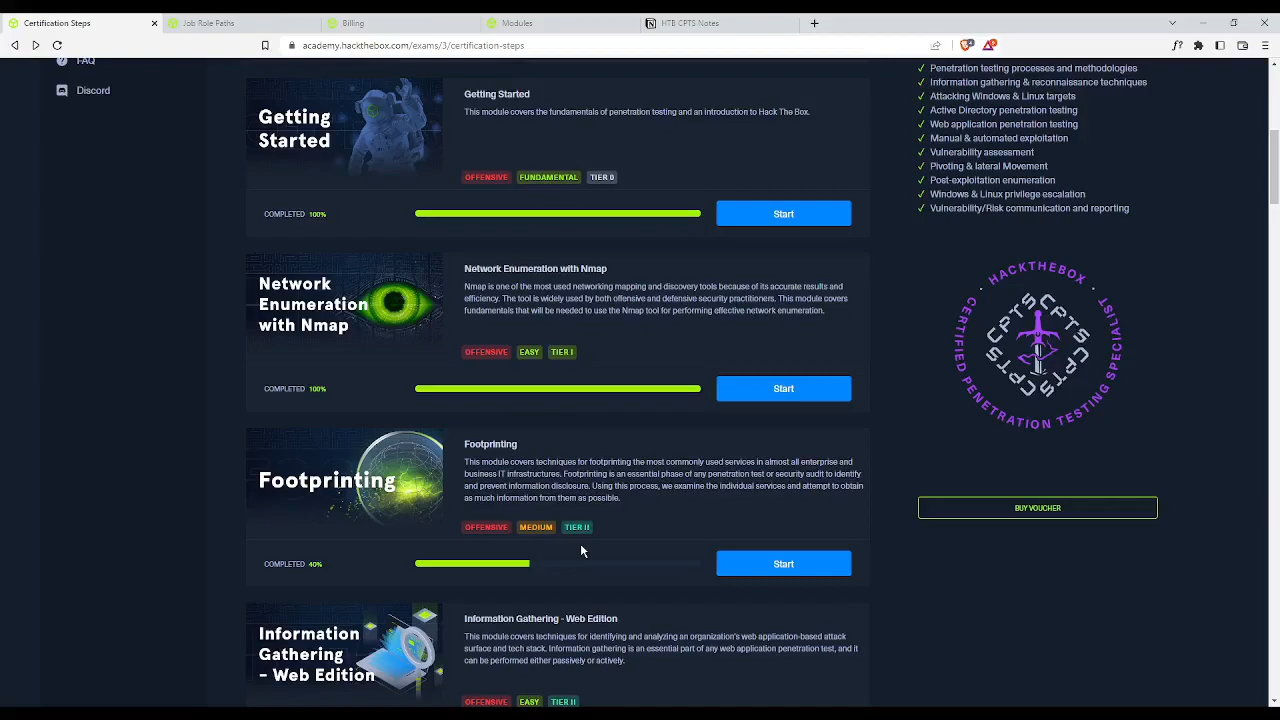 Certification Steps
Job Role Paths
Billing
Modules
HTB CPTS Notes
academy.hackthebox.com/exams/3/certification-steps
FAQ
Discord
Getting Started
Getting Started
This module covers the fundamentals of penetration testing and an introduction to Hack The Box.
OFFENSIVE FUNDAMENTAL TIER 0
COMPLETED 100%
Start
Network
Enumeration
with Nmap
Network Enumeration with Nmap
Nmap is one of the most used networking mapping and discovery tools because of its accurate results and
efficiency. The tool is widely used by both offensive and defensive security practitioners. This module covers
fundamentals that will be needed to use the Nmap tool for performing effective network enumeration.
OFFENSIVE EASY TIER I
COMPLETED 100%
Start
Footprinting
Footprinting
This module covers techniques for footprinting the most commonly used services in almost all enterprise and
business IT infrastructures. Footprinting is an essential phase of any penetration test or security audit to identify
and prevent information disclosure. Using this process, we examine the individual services and attempt to obtain
as much information from them as possible.
OFFENSIVE MEDIUM TIER II
COMPLETED 40%
Start
Information
Gathering
- Web Edition
Information Gathering - Web Edition
This module covers techniques for identifying and analyzing an organization's web application-based attack
surface and tech stack. Information gathering is an essential part of any web application penetration test, and it
can be performed either passively or actively.
OFFENSIVE EASY TIER II
Penetration testing processes and methodologies
Information gathering & reconnaissance techniques
Attacking Windows & Linux targets
Active Directory penetration testing
Web application penetration testing
Manual & automated exploitation
Vulnerability assessment
Pivoting & lateral Movement
Post-exploitation enumeration
Windows & Linux privilege escalation
Vulnerability/Risk communication and reporting
HACKTHEBOX
CERTIFIED PENETRATION TESTING SPECIALIST
CPTSCPTS
CPTSCPTS
BUY VOUCHER